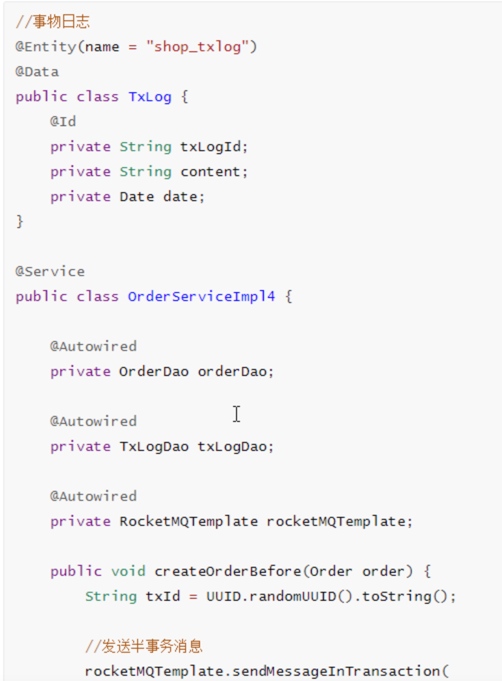 //事物日志
@Entity(name = "shop_txlog")
@Data
public class TxLog {
@Id
private String txLogId;
private String content;
private Date date;
}
@Service
public class OrderServiceImpl4 {
@Autowired
private OrderDao orderDao;
@Autowired
private TxLogDao txLogDao;
@Autowired
private RocketMQTemplate rocketMQTemplate;
public void createOrderBefore(Order order) {
String txId = UUID.randomUUID().toString();
//发送半事务消息
rocketMQTemplate.sendMessageInTransaction(